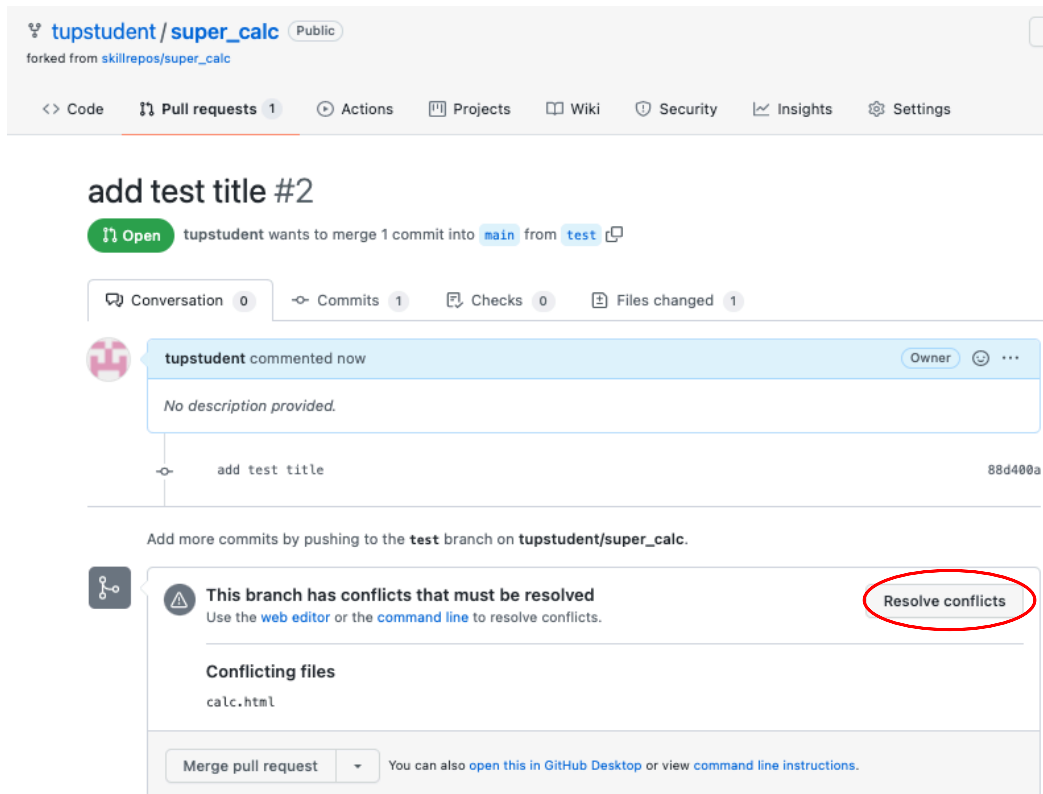 tupstudent / super_calc Public
forked from skillrepos/super_calc
<> Code Pull requests 1 Actions Projects Wiki Security Insights Settings
add test title #2
Open tupstudent wants to merge 1 commit into main from test
Conversation 0 Commits 1 Checks 0 Files changed 1
tupstudent commented now Owner
No description provided.
add test title 88d400a
Add more commits by pushing to the test branch on tupstudent/super_calc.
This branch has conflicts that must be resolved
Use the web editor or the command line to resolve conflicts.
Resolve conflicts
Conflicting files
calc.html
Merge pull request You can also open this in GitHub Desktop or view command line instructions.